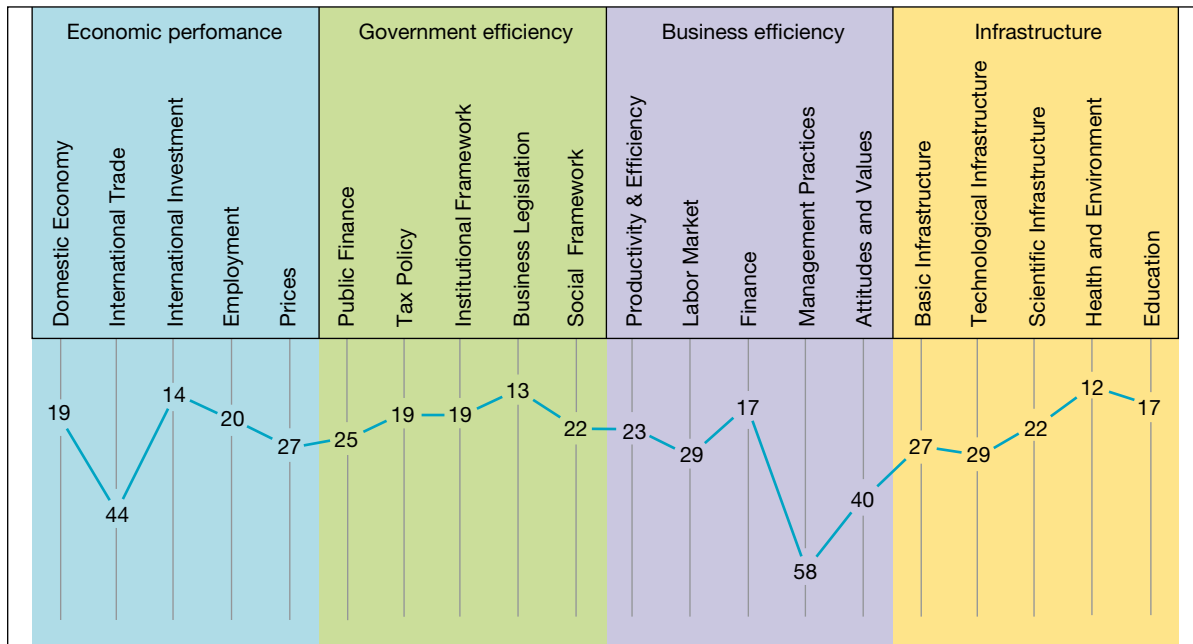 Economic perfomance
Government efficiency
Business efficiency
Infrastructure
Domestic Economy
International Trade
International Investment
Employment
Prices
Public Finance
Tax Policy
Institutional Framework
Business Legislation
Social Framework
Productivity & Efficiency
Labor Market
Finance
Management Practices
Attitudes and Values
Basic Infrastructure
Technological Infrastructure
Scientific Infrastructure
Health and Environment
Education
19
44
14
20
27
25
19
19
13
22
23
29
17
58
40
27
29
22
12
17